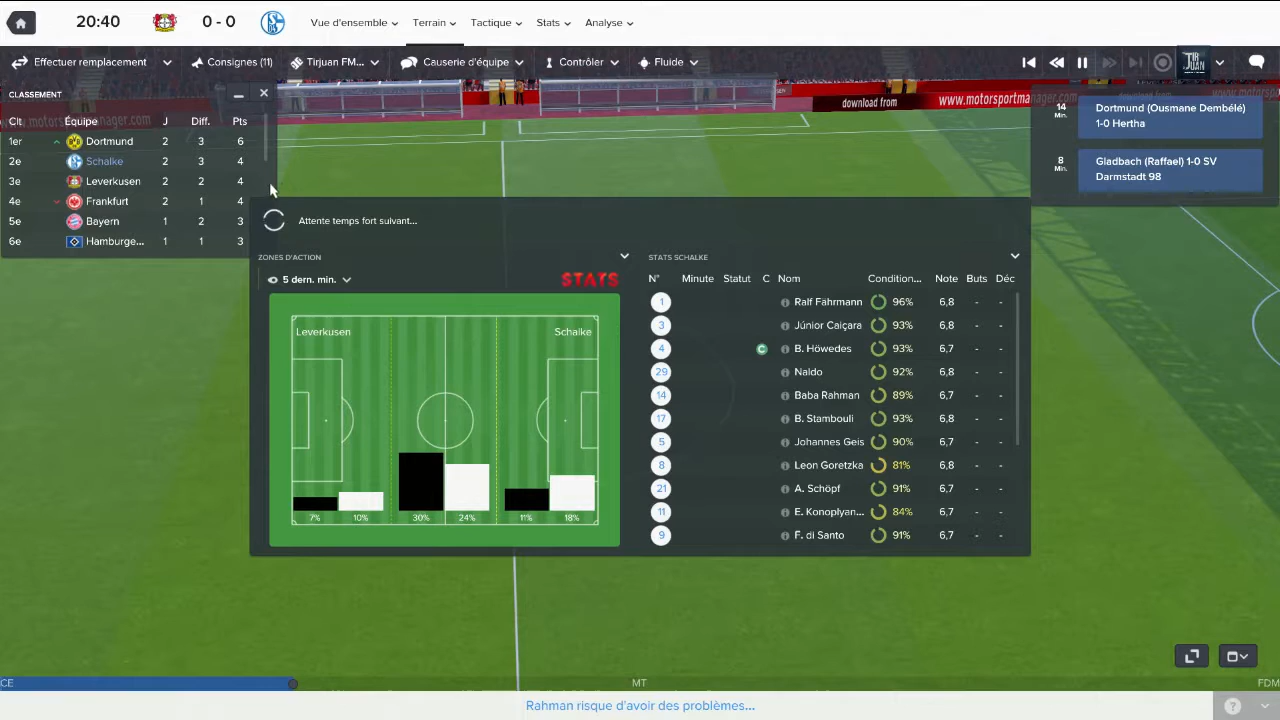 20:40
0 - 0
Vue d'ensemble
Terrain
Tactique
Stats
Analyse
Effectuer remplacement
Consignes (11)
Tirjuan FM...
Causerie d'équipe
Contrôler
Fluide
TIR JUAN
CLASSEMENT
Clt Équipe J Diff. Pts
1er Dortmund 2 3 6
2e Schalke 2 3 4
3e Leverkusen 2 2 4
4e Frankfurt 2 1 4
5e Bayern 1 2 3
6e Hamburge... 1 1 3
download from
www.motorsportmanager.com
14 Min. Dortmund (Ousmane Dembélé)
1-0 Hertha
8 Min. Gladbach (Raffael) 1-0 SV
Darmstadt 98
Attente temps fort suivant...
ZONES D'ACTION
5 dern. min.
STATS
Leverkusen
Schalke
7% 10% 30% 24% 11% 18%
STATS SCHALKE
N° Minute Statut C Nom Condition... Note Buts Déc
1 Ralf Fährmann 96% 6,8 - -
3 Júnior Caiçara 93% 6,8 - -
4 C B. Höwedes 93% 6,7 - -
29 Naldo 92% 6,8 - -
14 Baba Rahman 89% 6,7 - -
17 B. Stambouli 93% 6,8 - -
5 Johannes Geis 90% 6,7 - -
8 Leon Goretzka 81% 6,8 - -
21 A. Schöpf 91% 6,7 - -
11 E. Konoplyan... 84% 6,7 - -
9 F. di Santo 91% 6,7 - -
CE
MT
FDM
Rahman risque d'avoir des problèmes...